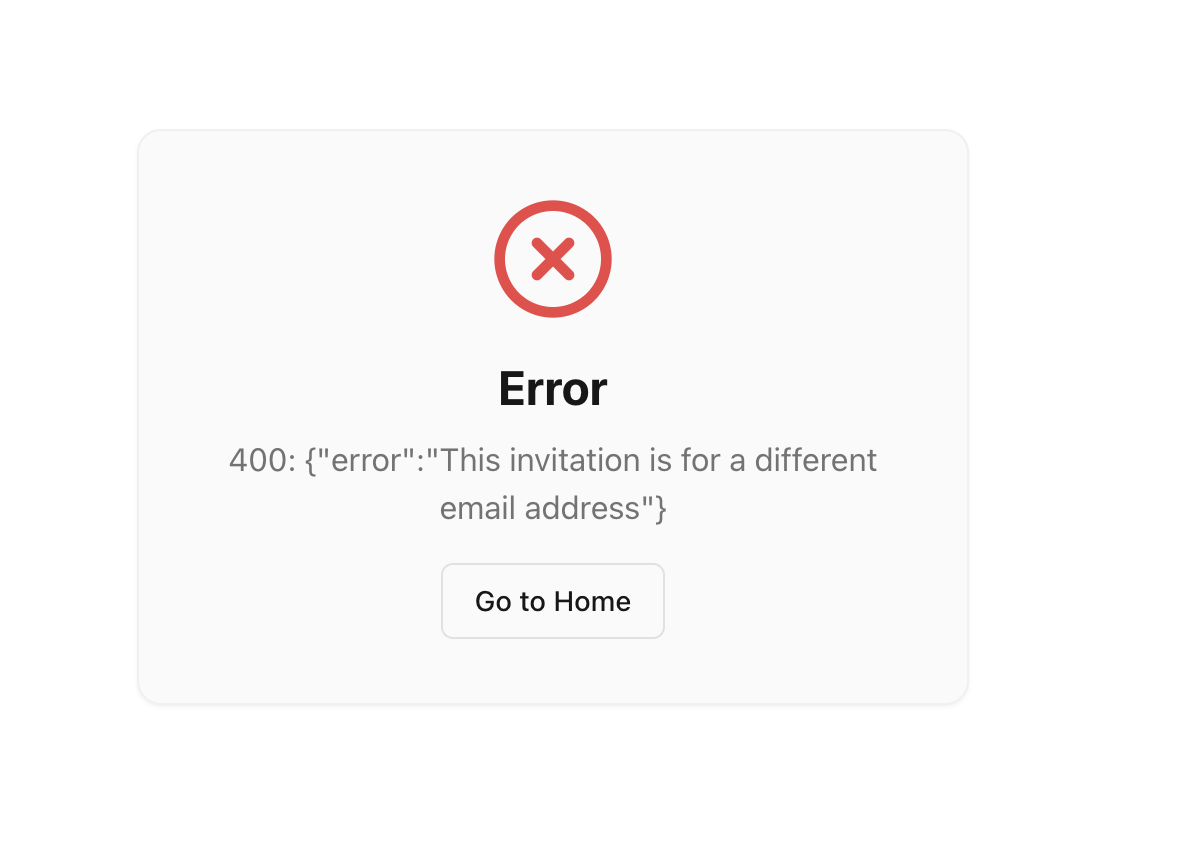 Error
400: {"error":"This invitation is for a different
email address"}
Go to Home